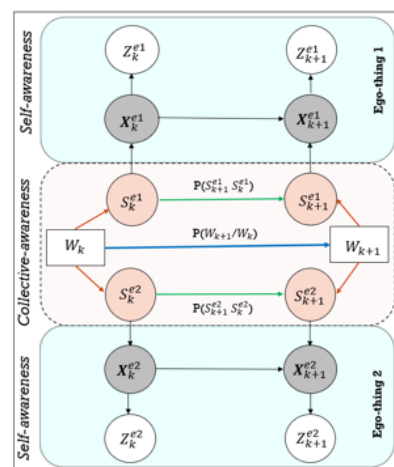 Self-awareness
Z_k^{e1}
Z_{k+1}^{e1}
X_k^{e1}
X_{k+1}^{e1}
Ego-thing 1
Collective-awareness
S_k^{e1}
P(S_{k+1}^{e1} S_k^{e1})
S_{k+1}^{e1}
W_k
P(W_{k+1}/W_k)
W_{k+1}
S_k^{e2}
P(S_{k+1}^{e2} S_k^{e2})
S_{k+1}^{e2}
Self-awareness
X_k^{e2}
X_{k+1}^{e2}
Z_k^{e2}
Z_{k+1}^{e2}
Ego-thing 2